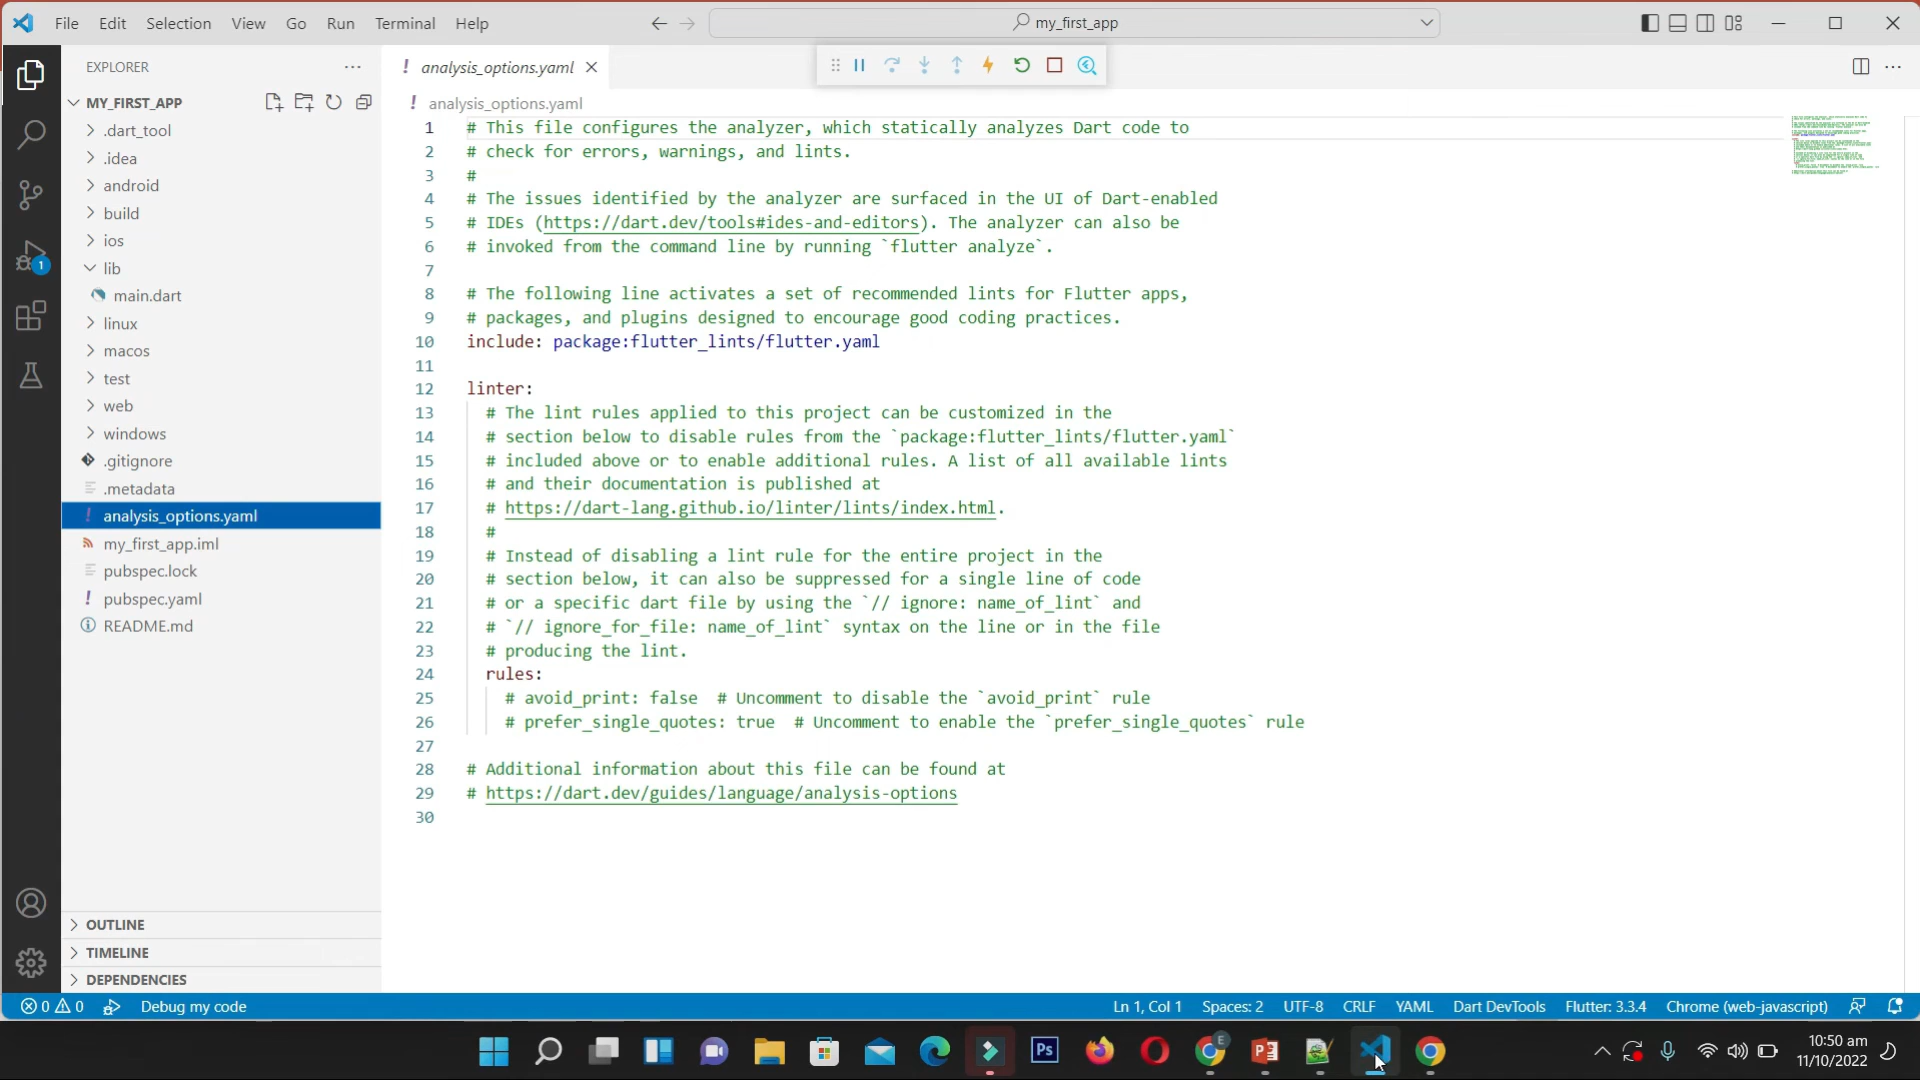 File Edit Selection View Go Run Terminal Help
my_first_app
EXPLORER
MY_FIRST_APP
.dart_tool
.idea
android
build
ios
lib
main.dart
linux
macos
test
web
windows
.gitignore
.metadata
analysis_options.yaml
my_first_app.iml
pubspec.lock
pubspec.yaml
README.md
OUTLINE
TIMELINE
DEPENDENCIES
1
! analysis_options.yaml
! analysis_options.yaml
1 # This file configures the analyzer, which statically analyzes Dart code to
2 # check for errors, warnings, and lints.
3 #
4 # The issues identified by the analyzer are surfaced in the UI of Dart-enabled
5 # IDEs (https://dart.dev/tools#ides-and-editors). The analyzer can also be
6 # invoked from the command line by running `flutter analyze`.
7
8 # The following line activates a set of recommended lints for Flutter apps,
9 # packages, and plugins designed to encourage good coding practices.
10 include: package:flutter_lints/flutter.yaml
11
12 linter:
13 # The lint rules applied to this project can be customized in the
14 # section below to disable rules from the `package:flutter_lints/flutter.yaml`
15 # included above or to enable additional rules. A list of all available lints
16 # and their documentation is published at
17 # https://dart-lang.github.io/linter/lints/index.html.
18 #
19 # Instead of disabling a lint rule for the entire project in the
20 # section below, it can also be suppressed for a single line of code
21 # or a specific dart file by using the `// ignore: name_of_lint` and
22 # `// ignore_for_file: name_of_lint` syntax on the line or in the file
23 # producing the lint.
24 rules:
25 # avoid_print: false # Uncomment to disable the `avoid_print` rule
26 # prefer_single_quotes: true # Uncomment to enable the `prefer_single_quotes` rule
27
28 # Additional information about this file can be found at
29 # https://dart.dev/guides/language/analysis-options
30
0 0 Debug my code Ln 1, Col 1 Spaces: 2 UTF-8 CRLF YAML Dart DevTools Flutter: 3.3.4 Chrome (web-javascript)
Ps
E
10:50 am
11/10/2022